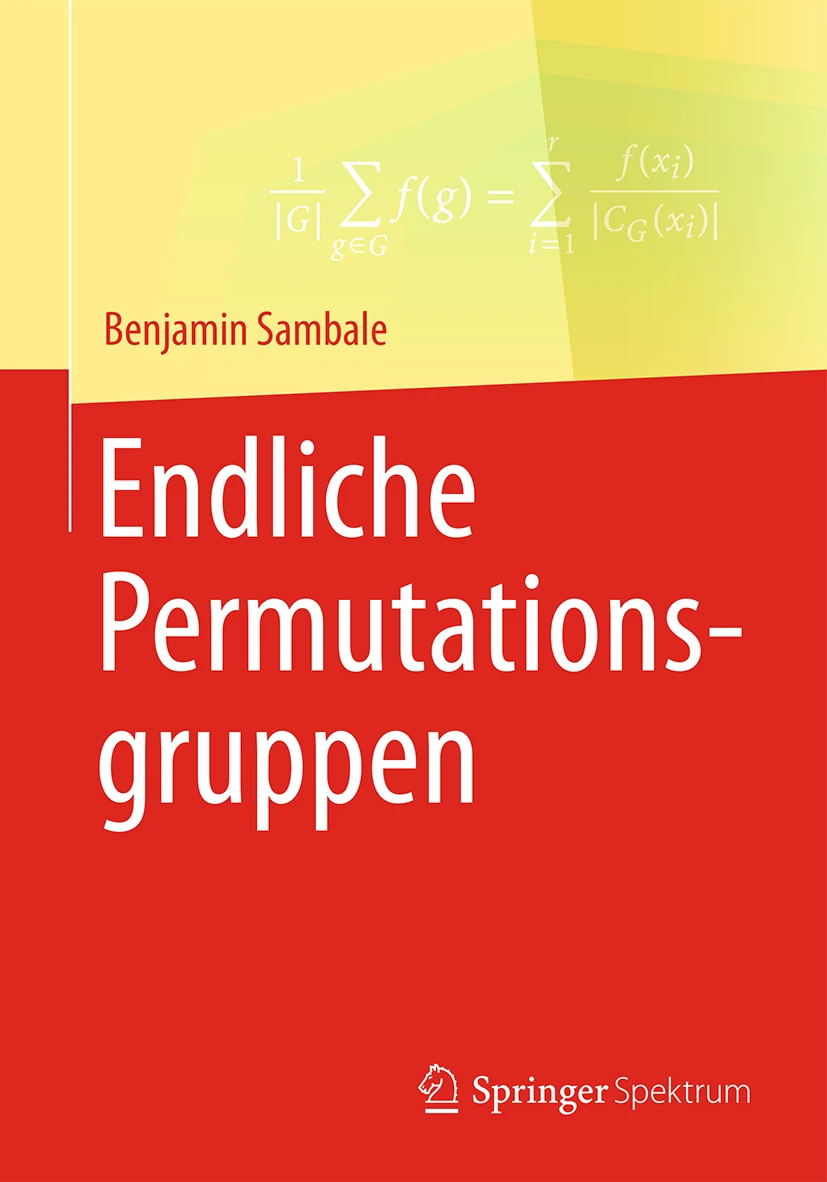 1/|G| ∑_{g∈G} f(g) = ∑_{i=1}^{r} f(x_i)/|C_G(x_i)|
Benjamin Sambale
Endliche
Permutations-
gruppen
Springer Spektrum